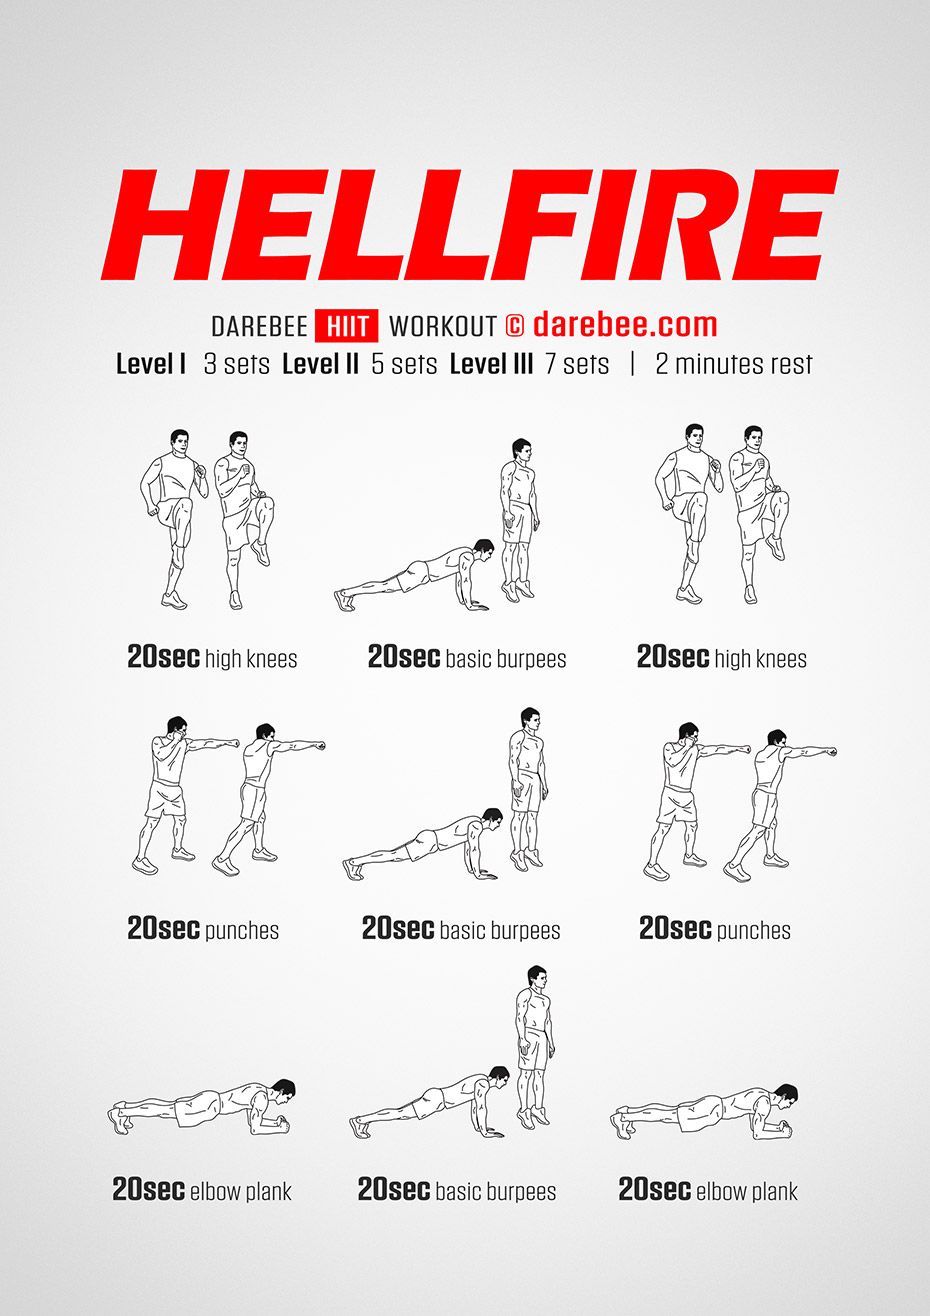 HELLFIRE
DAREBEE HIIT WORKOUT © darebee.com
Level I 3 sets Level II 5 sets Level III 7 sets | 2 minutes rest
20sec high knees
20sec basic burpees
20sec high knees
20sec punches
20sec basic burpees
20sec punches
20sec elbow plank
20sec basic burpees
20sec elbow plank